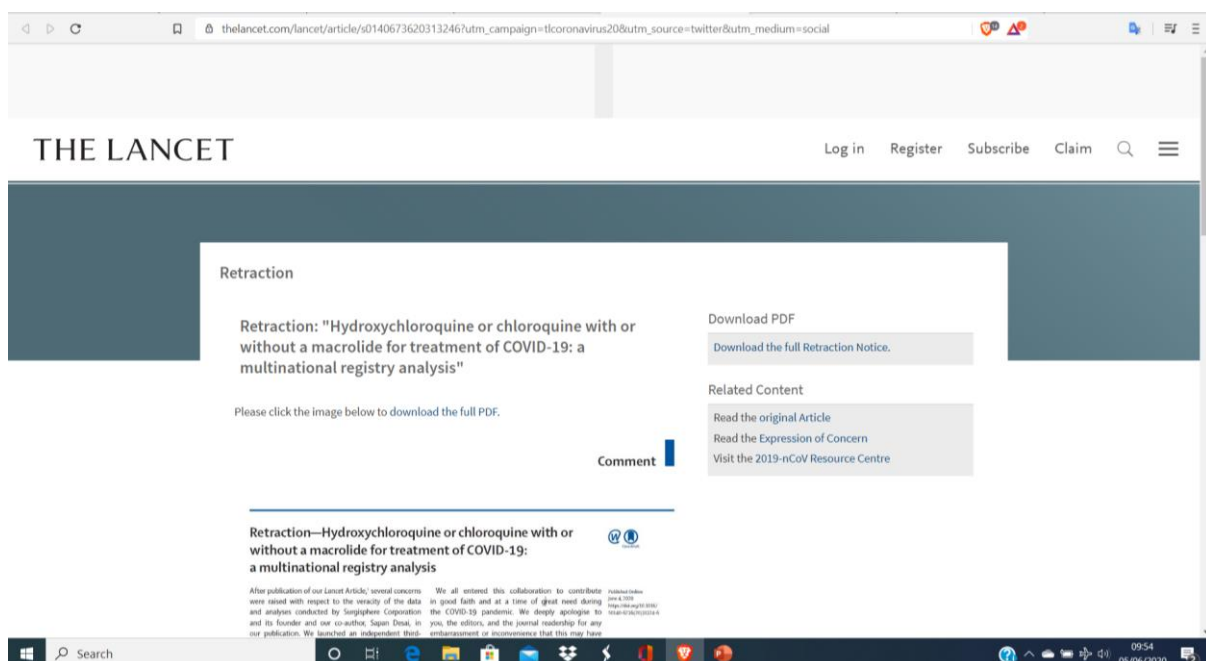 thelancet.com/lancet/article/s0140673620313246?utm_campaign=tlcoronavirus20&utm_source=twitter&utm_medium=social
THE LANCET
Log in Register Subscribe Claim
Retraction
Retraction: "Hydroxychloroquine or chloroquine with or
without a macrolide for treatment of COVID-19: a
multinational registry analysis"
Please click the image below to download the full PDF.
Download PDF
Download the full Retraction Notice.
Related Content
Read the original Article
Read the Expression of Concern
Visit the 2019-nCoV Resource Centre
Comment
Retraction—Hydroxychloroquine or chloroquine with or
without a macrolide for treatment of COVID-19:
a multinational registry analysis
After publication of our Lancet Article, several concerns
were raised with respect to the veracity of the data
and analyses conducted by Surgisphere Corporation
and its founder and our co-author, Sapan Desai, in
our publication. We launched an independent third-
We all entered this collaboration to contribute
in good faith and at a time of great need during
the COVID-19 pandemic. We deeply apologise to
you, the editors, and the journal readership for any
embarrassment or inconvenience that this may have
Published Online
June 4, 2020
Search
09:54
05/06/2020